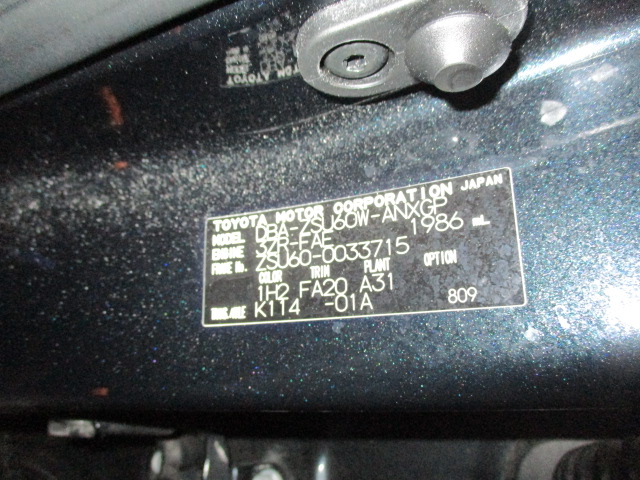 TOYOTA MOTOR CORPORATION JAPAN
MODEL DBA-ZSU60W-ANXGP
ENGINE 3ZR-FAE 1986 mL
FRAME No. ZSU60-0033715
COLOR TRIM PLANT OPTION
1H2 FA20 A31
TRANS.AXLE K114 -01A 809